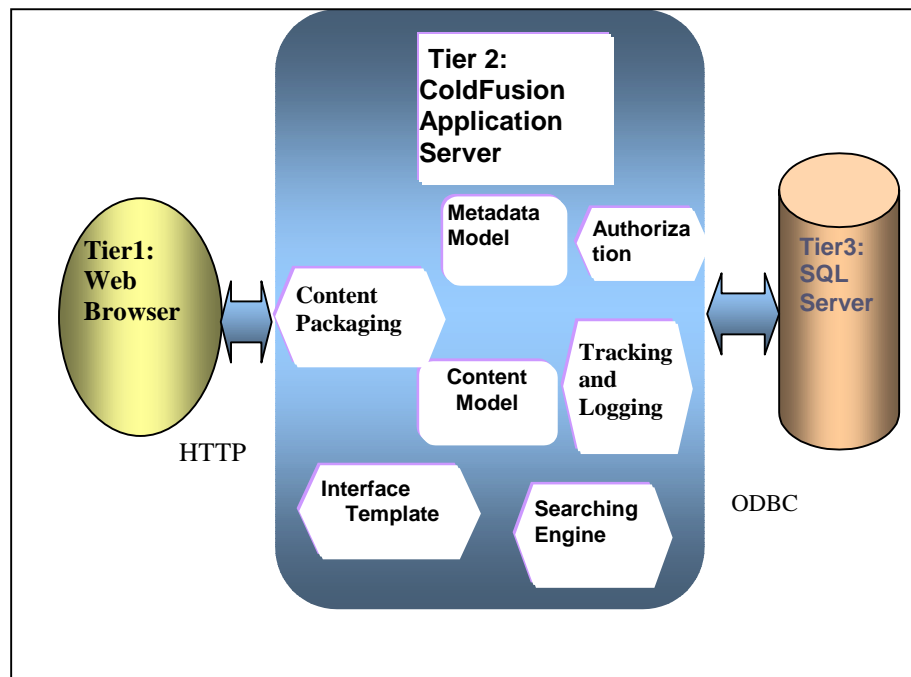 Tier 2:
ColdFusion
Application
Server
Metadata
Model
Authoriza
tion
Tier1:
Web
Browser
Content
Packaging
Tier3:
SQL
Server
Tracking
and
Logging
Content
Model
HTTP
Interface
Template
Searching
Engine
ODBC